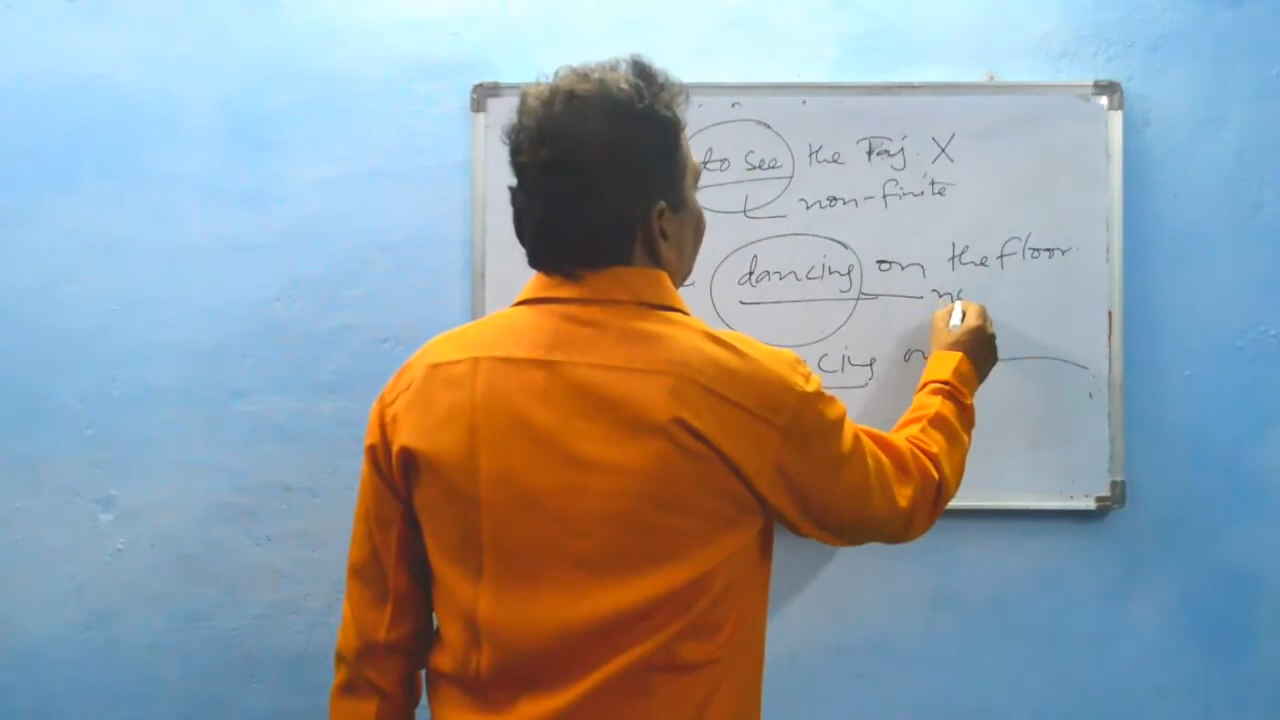 to see the Taj. X
non-finite
dancing on the floor.